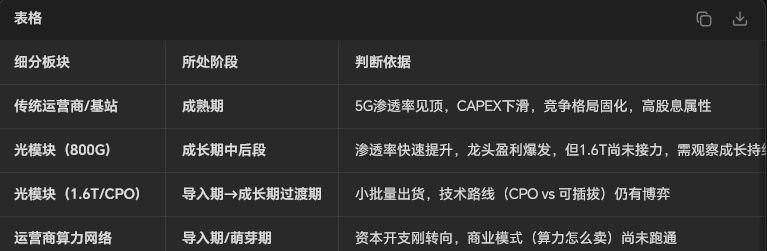 表格
细分板块 所处阶段 判断依据
传统运营商/基站 成熟期 5G渗透率见顶，CAPEX下滑，竞争格局固化，高股息属性
光模块（800G） 成长期中后段 渗透率快速提升，龙头盈利爆发，但1.6T尚未接力，需观察成长持
光模块（1.6T/CPO） 导入期→成长期过渡期 小批量出货，技术路线（CPO vs 可插拔）仍有博弈
运营商算力网络 导入期/萌芽期 资本开支刚转向，商业模式（算力怎么卖）尚未跑通